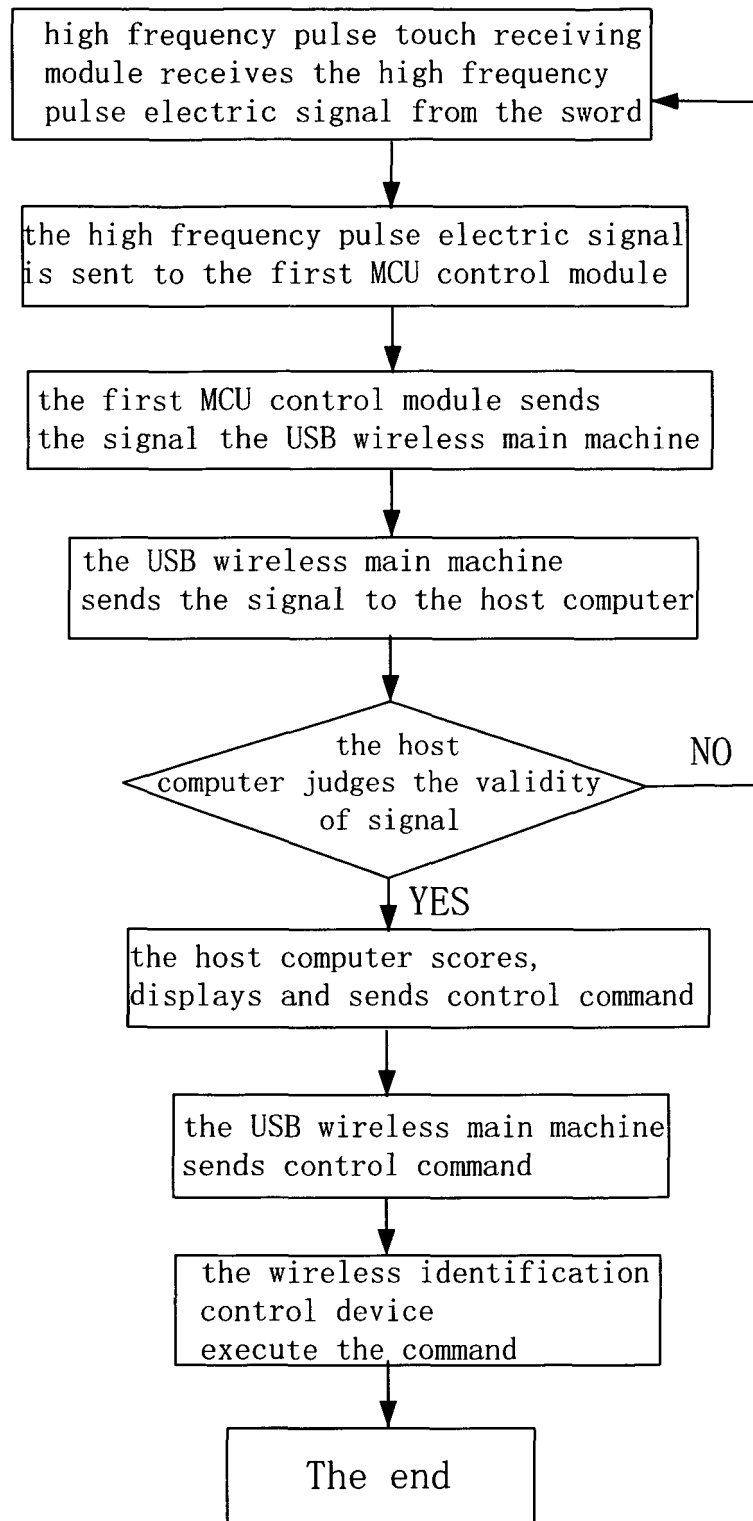 high frequency pulse touch receiving
module receives the high frequency
pulse electric signal from the sword
the high frequency pulse electric signal
is sent to the first MCU control module
the first MCU control module sends
the signal the USB wireless main machine
the USB wireless main machine
sends the signal to the host computer
the host
computer judges the validity
of signal
NO
YES
the host computer scores,
displays and sends control command
the USB wireless main machine
sends control command
the wireless identification
control device
execute the command
The end